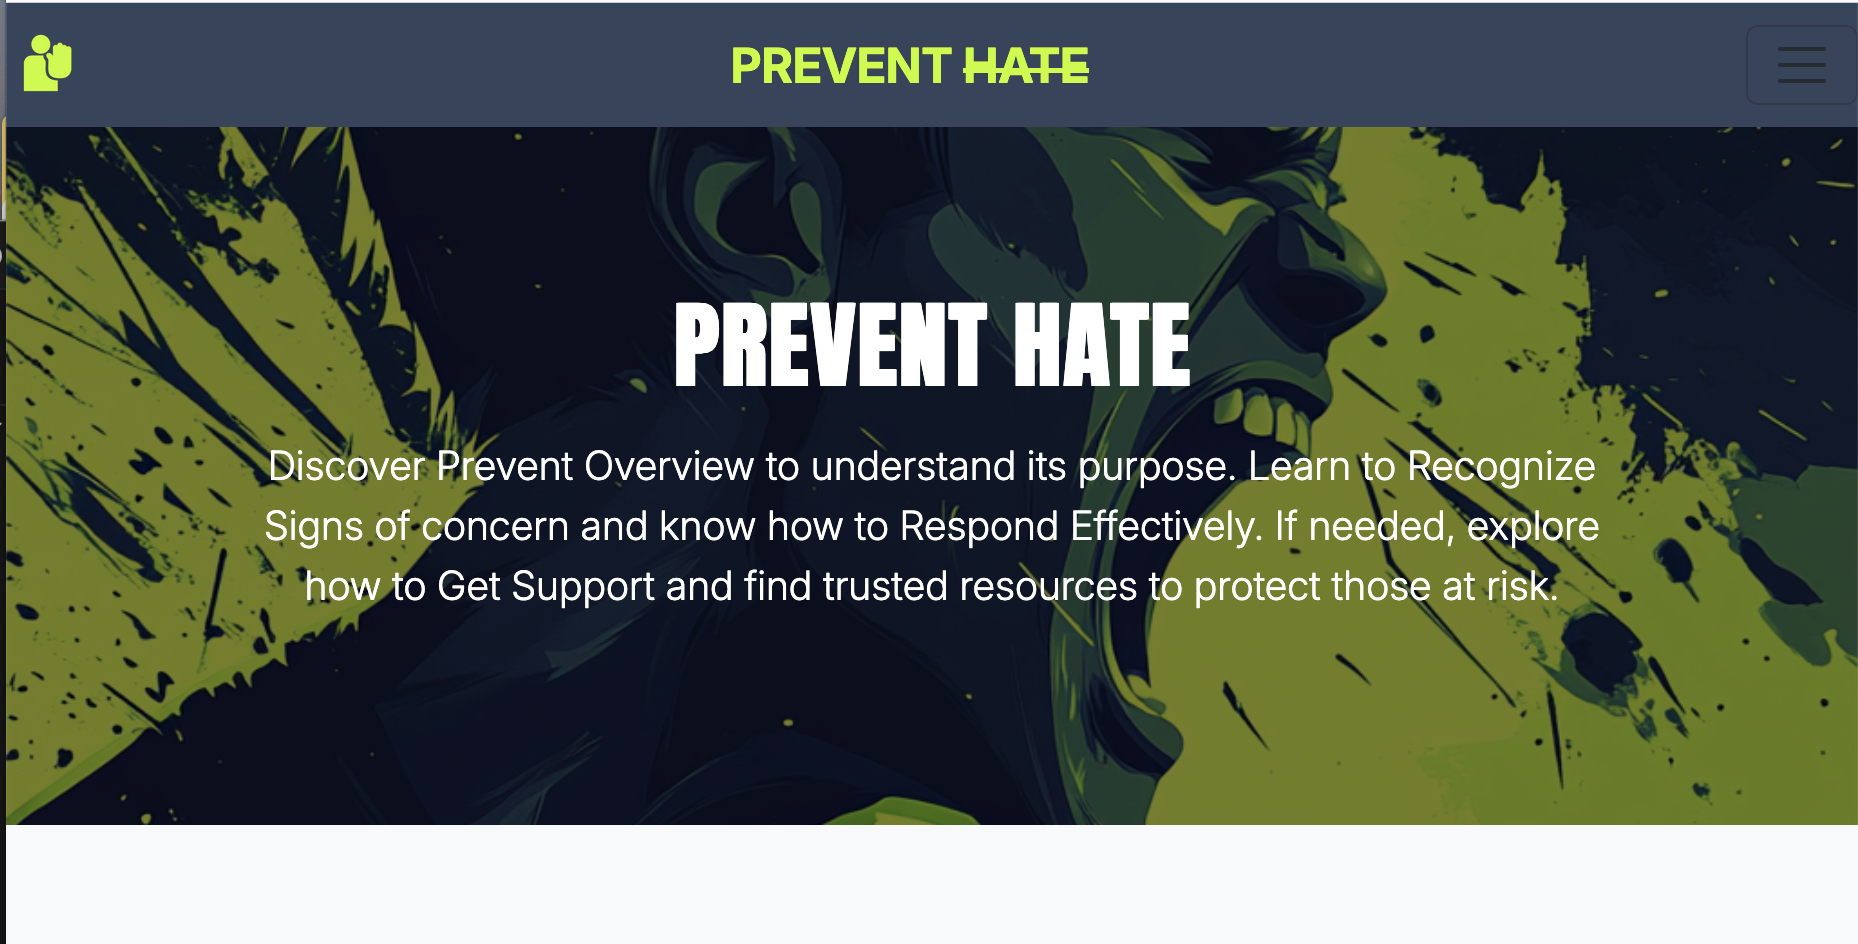 PREVENT HATE
PREVENT HATE
Discover Prevent Overview to understand its purpose. Learn to Recognize
Signs of concern and know how to Respond Effectively. If needed, explore
how to Get Support and find trusted resources to protect those at risk.